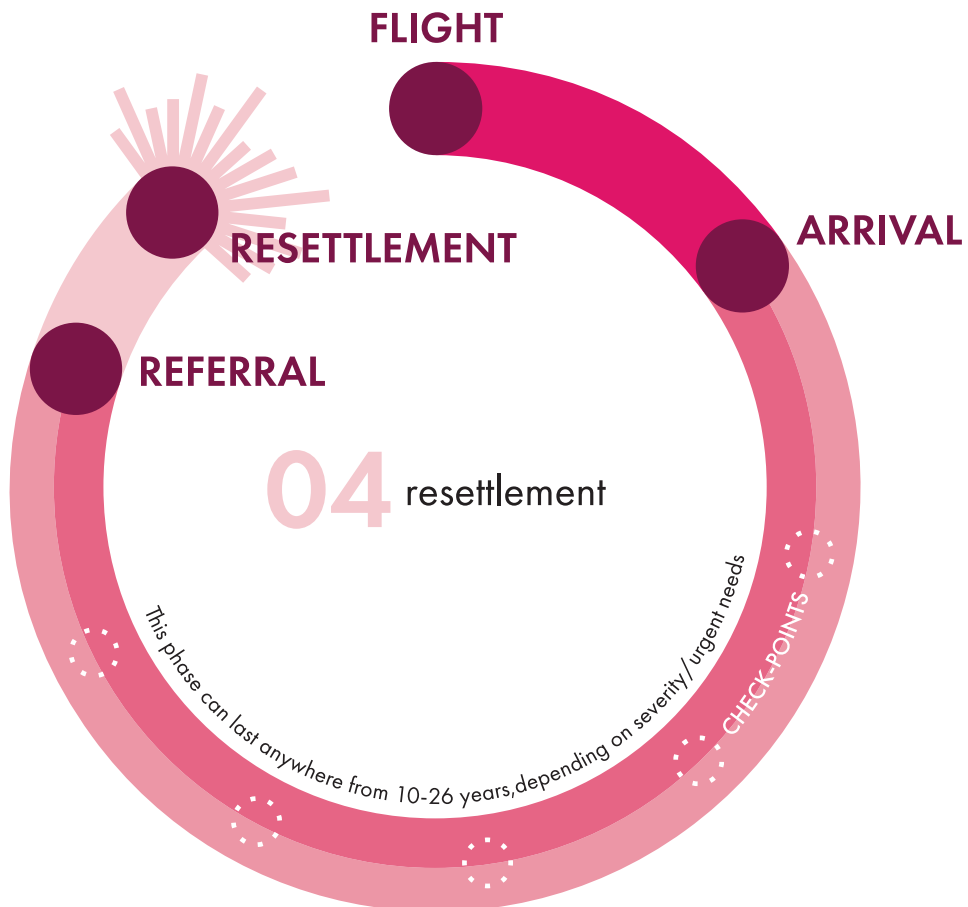 FLIGHT
ARRIVAL
RESETTLEMENT
REFERRAL
04 resettlement
This phase can last anywhere from 10-26 years,depending on severity/urgent needs
CHECK-POINTS